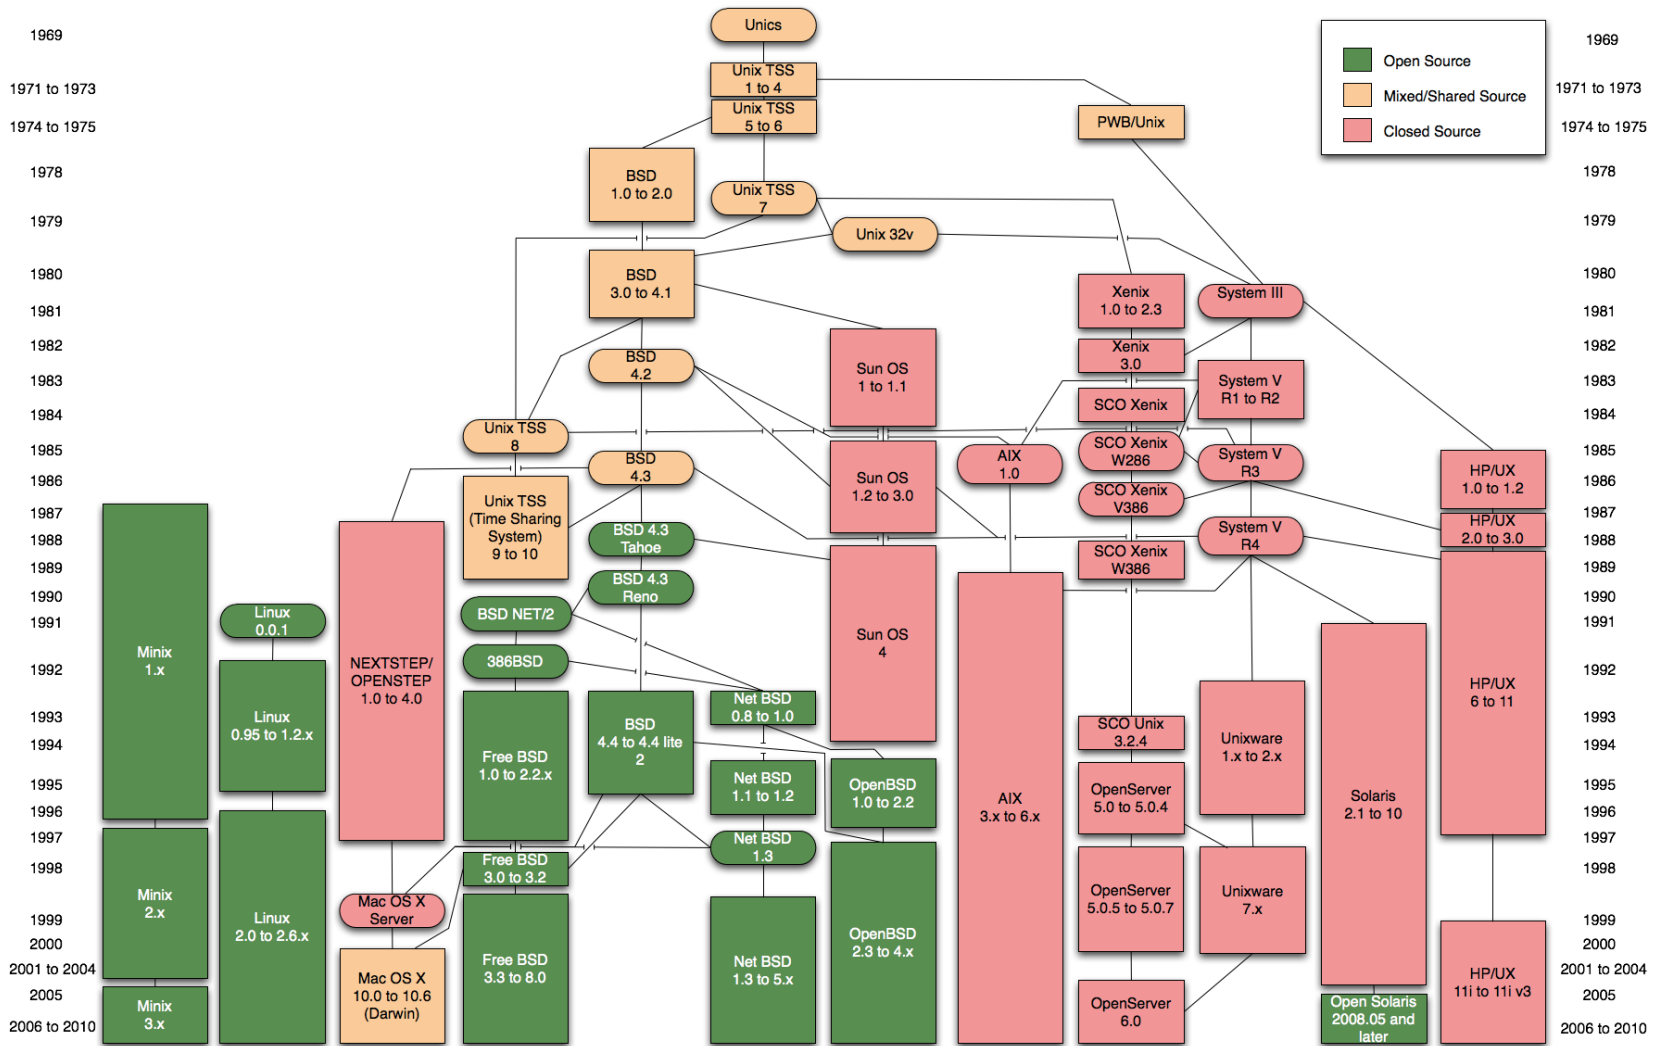 Unics
1969
1969
Unix TSS
1 to 4
Open Source
1971 to 1973
1971 to 1973
Mixed/Shared Source
Unix TSS
5 to 6
PWB/Unix
1974 to 1975
1974 to 1975
Closed Source
1978
1978
BSD
1.0 to 2.0
Unix TSS
7
1979
1979
Unix 32v
1980
1980
BSD
3.0 to 4.1
Xenix
1.0 to 2.3
System III
1981
1981
1982
1982
Xenix
3.0
BSD
4.2
Sun OS
1 to 1.1
1983
1983
System V
R1 to R2
SCO Xenix
1984
1984
Unix TSS
8
1985
1985
SCO Xenix
W286
AIX
1.0
System V
R3
BSD
4.3
Sun OS
1.2 to 3.0
HP/UX
1.0 to 1.2
1986
1986
Unix TSS
(Time Sharing
System)
9 to 10
SCO Xenix
V386
1987
1987
HP/UX
2.0 to 3.0
BSD 4.3
Tahoe
System V
R4
1988
1988
SCO Xenix
W386
1989
1989
BSD 4.3
Reno
1990
1990
BSD NET/2
Linux
0.0.1
1991
1991
Sun OS
4
Minix
1.x
386BSD
NEXTSTEP/
OPENSTEP
1.0 to 4.0
1992
1992
HP/UX
6 to 11
Net BSD
0.8 to 1.0
1993
1993
Linux
0.95 to 1.2.x
BSD
4.4 to 4.4 lite
2
SCO Unix
3.2.4
Unixware
1.x to 2.x
1994
1994
Free BSD
1.0 to 2.2.x
Net BSD
1.1 to 1.2
OpenBSD
1.0 to 2.2
1995
1995
OpenServer
5.0 to 5.0.4
AIX
3.x to 6.x
Solaris
2.1 to 10
1996
1996
1997
1997
Net BSD
1.3
Free BSD
3.0 to 3.2
1998
1998
Minix
2.x
OpenServer
5.0.5 to 5.0.7
Unixware
7.x
Mac OS X
Server
1999
1999
Linux
2.0 to 2.6.x
OpenBSD
2.3 to 4.x
2000
2000
Free BSD
3.3 to 8.0
Net BSD
1.3 to 5.x
2001 to 2004
2001 to 2004
Mac OS X
10.0 to 10.6
(Darwin)
HP/UX
11i to 11i v3
2005
2005
Minix
3.x
OpenServer
6.0
Open Solaris
2008.05 and
later
2006 to 2010
2006 to 2010